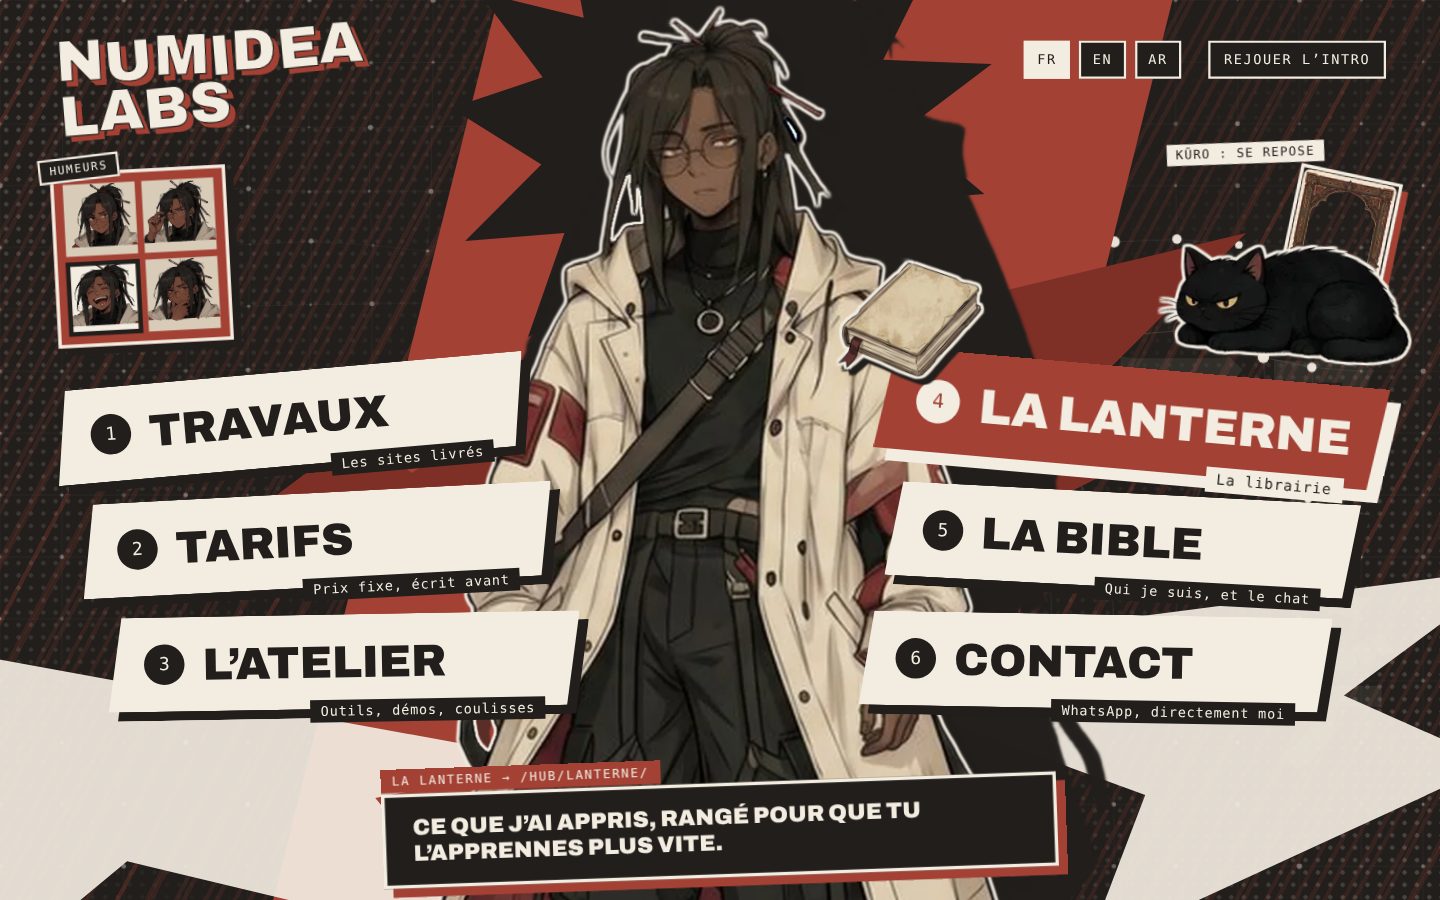 NUMIDEA
LABS
FR
EN
AR
REJOUER L’INTRO
HUMEURS
KŪRO : SE REPOSE
1 TRAVAUX
Les sites livrés
2 TARIFS
Prix fixe, écrit avant
3 L’ATELIER
Outils, démos, coulisses
4 LA LANTERNE
La librairie
5 LA BIBLE
Qui je suis, et le chat
6 CONTACT
WhatsApp, directement moi
LA LANTERNE → /HUB/LANTERNE/
CE QUE J’AI APPRIS, RANGÉ POUR QUE TU
L’APPRENNES PLUS VITE.